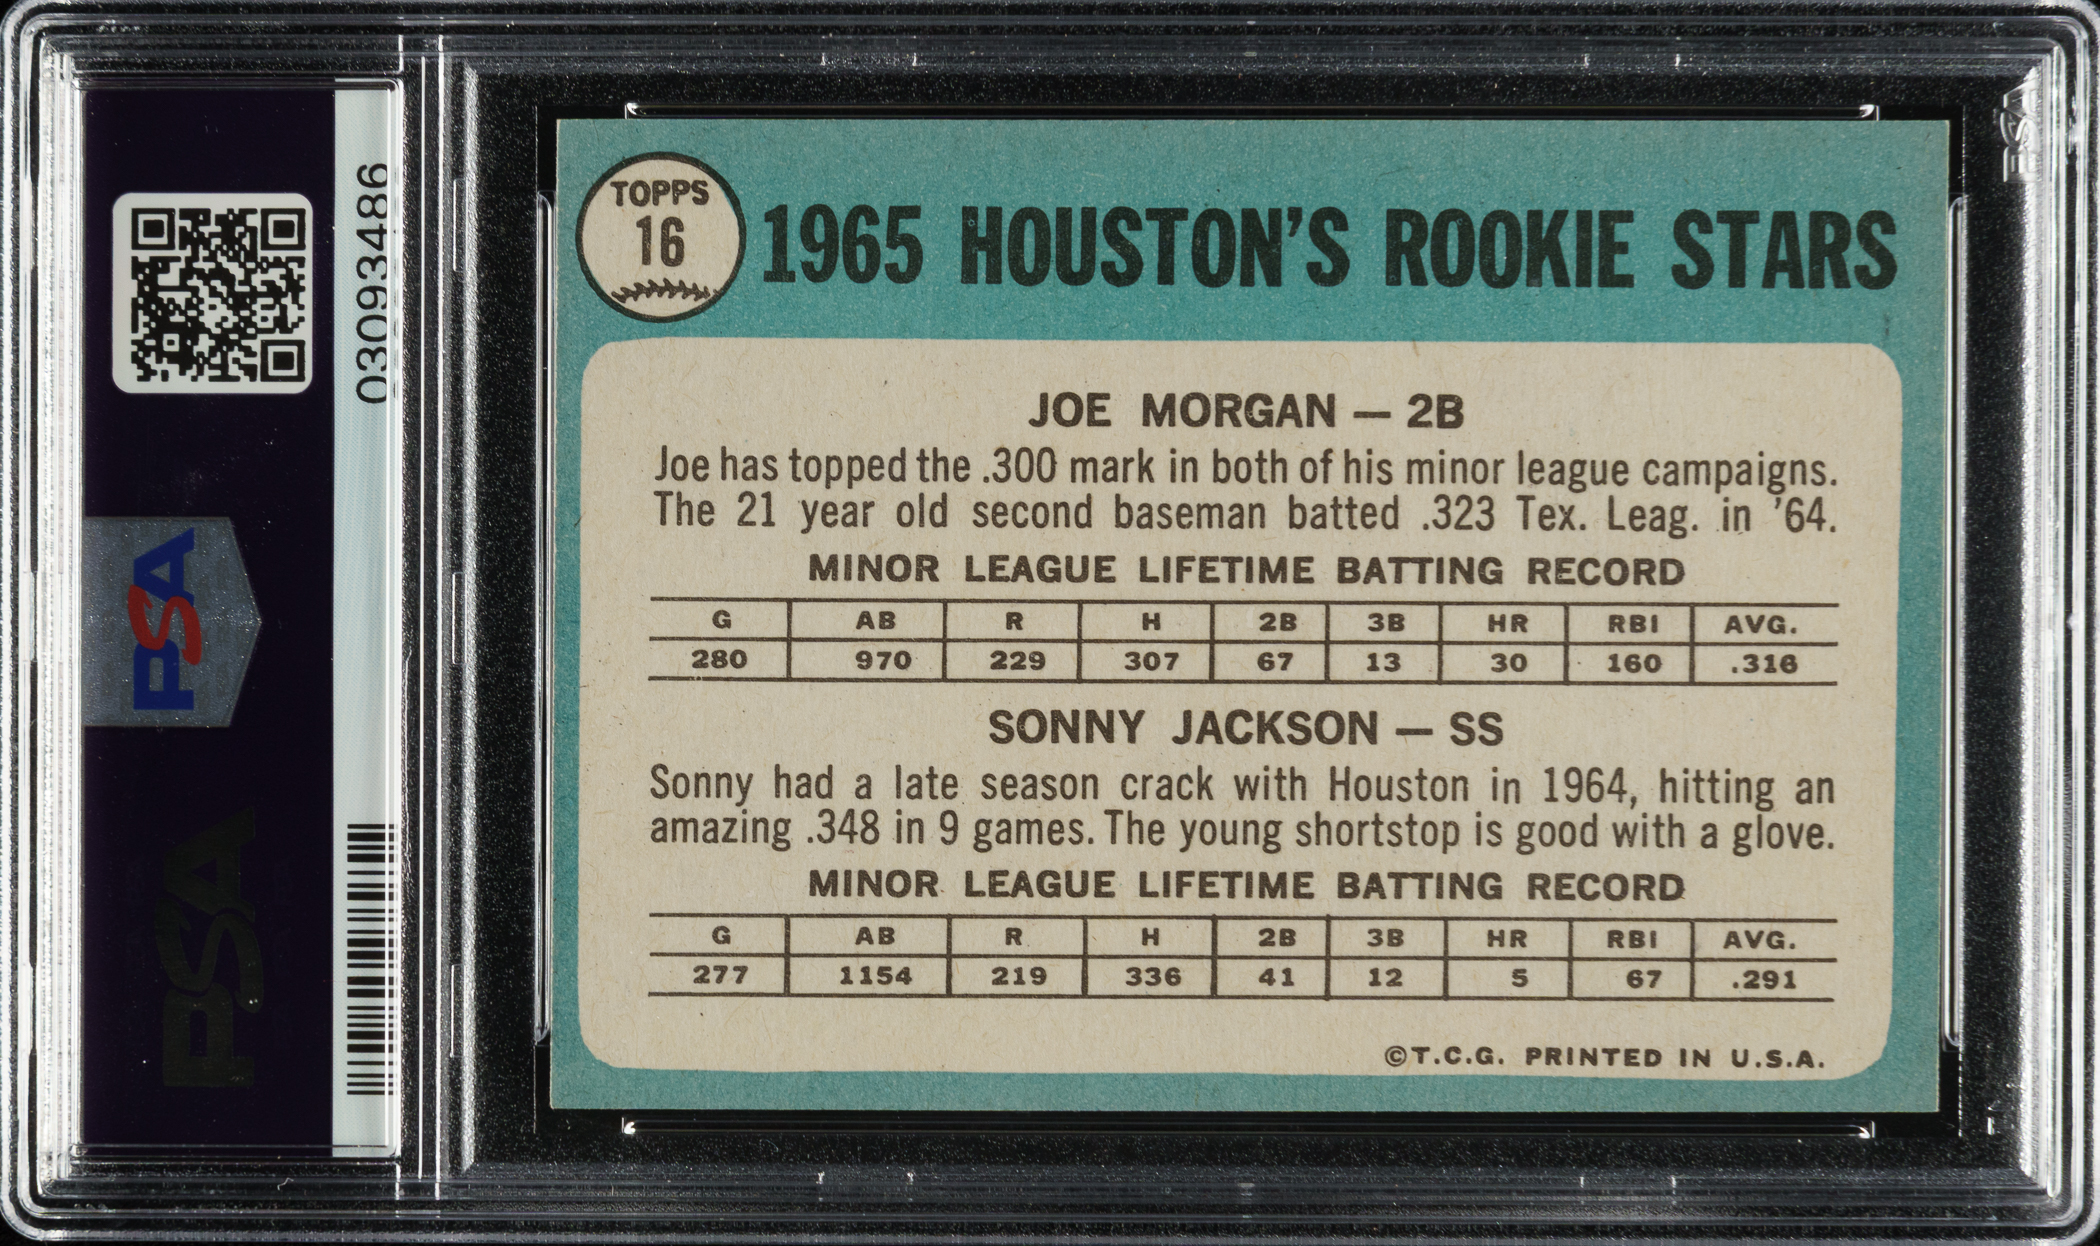 03093486
PSA
PSA
PSA
TOPPS
16
1965 HOUSTON'S ROOKIE STARS
JOE MORGAN — 2B
Joe has topped the .300 mark in both of his minor league campaigns.
The 21 year old second baseman batted .323 Tex. Leag. in '64.
MINOR LEAGUE LIFETIME BATTING RECORD
G AB R H 2B 3B HR RBI AVG.
280 970 229 307 67 13 30 160 .316
SONNY JACKSON — SS
Sonny had a late season crack with Houston in 1964, hitting an
amazing .348 in 9 games. The young shortstop is good with a glove.
MINOR LEAGUE LIFETIME BATTING RECORD
G AB R H 2B 3B HR RBI AVG.
277 1154 219 336 41 12 5 67 .291
©T.C.G. PRINTED IN U.S.A.